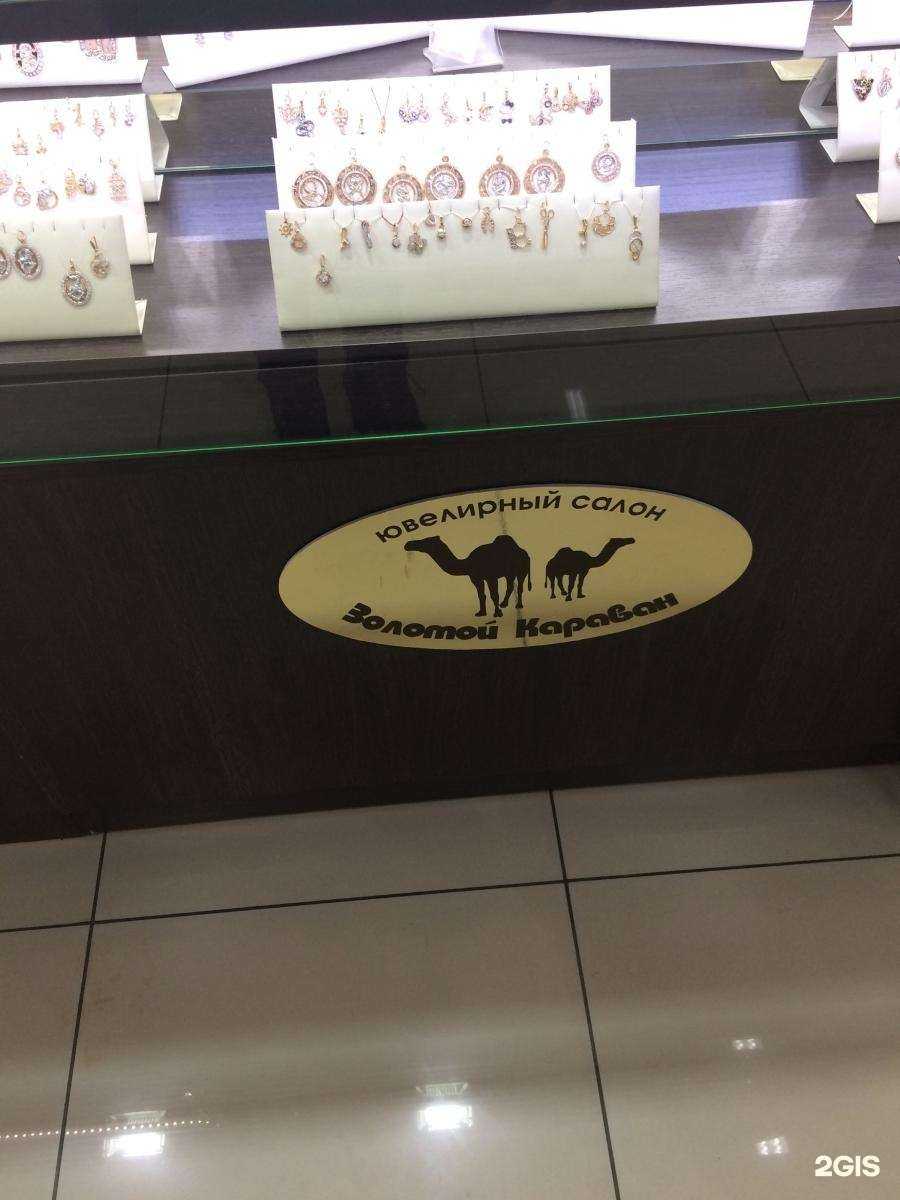 ювелирный салон
Золотой Караван
2GIS